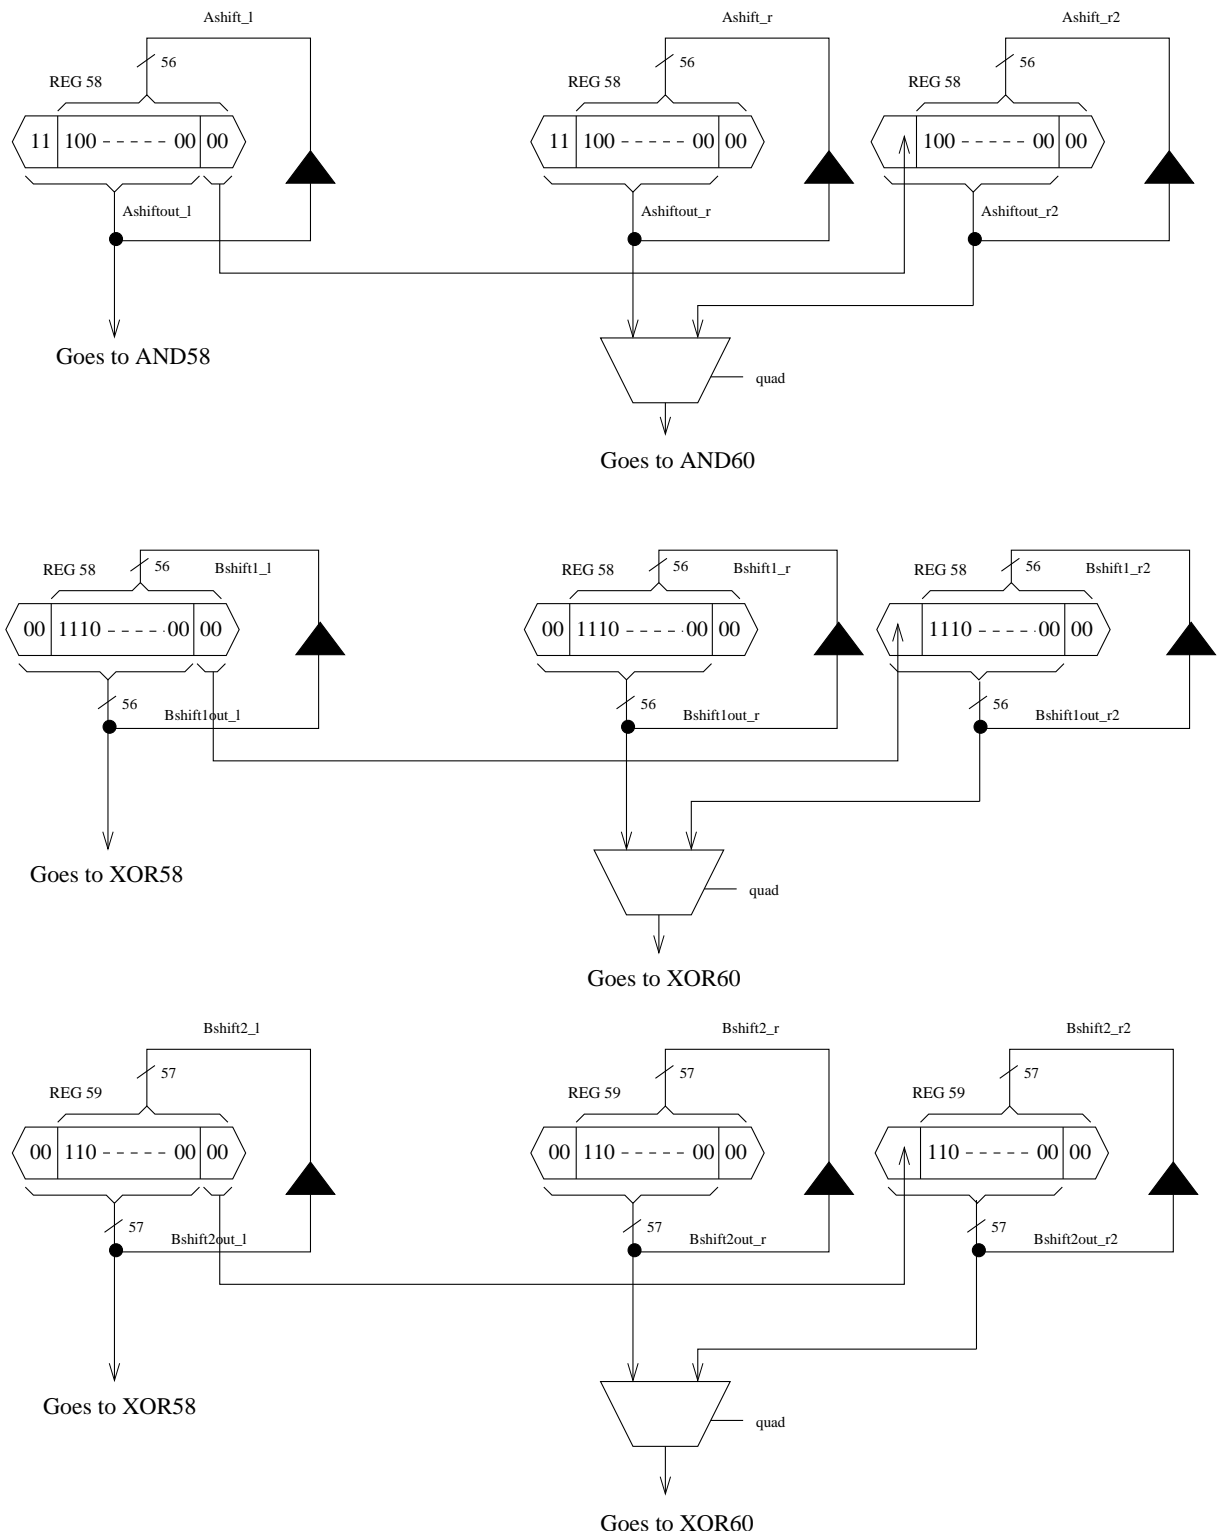 Ashift_l Ashift_r Ashift_r2
56 56 56
REG 58 REG 58 REG 58
11 100 - - - - - 00 00 11 100 - - - - - 00 00 100 - - - - - 00 00
Ashiftout_l Ashiftout_r Ashiftout_r2
Goes to AND58
quad
Goes to AND60
REG 58 56 Bshift1_l REG 58 56 Bshift1_r REG 58 56 Bshift1_r2
00 1110 - - - - - 00 00 00 1110 - - - - - 00 00 1110 - - - - - 00 00
56 56 56
Bshift1out_l Bshift1out_r Bshift1out_r2
Goes to XOR58
quad
Goes to XOR60
Bshift2_l Bshift2_r Bshift2_r2
57 57 57
REG 59 REG 59 REG 59
00 110 - - - - - 00 00 00 110 - - - - - 00 00 110 - - - - - 00 00
57 57 57
Bshift2out_l Bshift2out_r Bshift2out_r2
Goes to XOR58
quad
Goes to XOR60